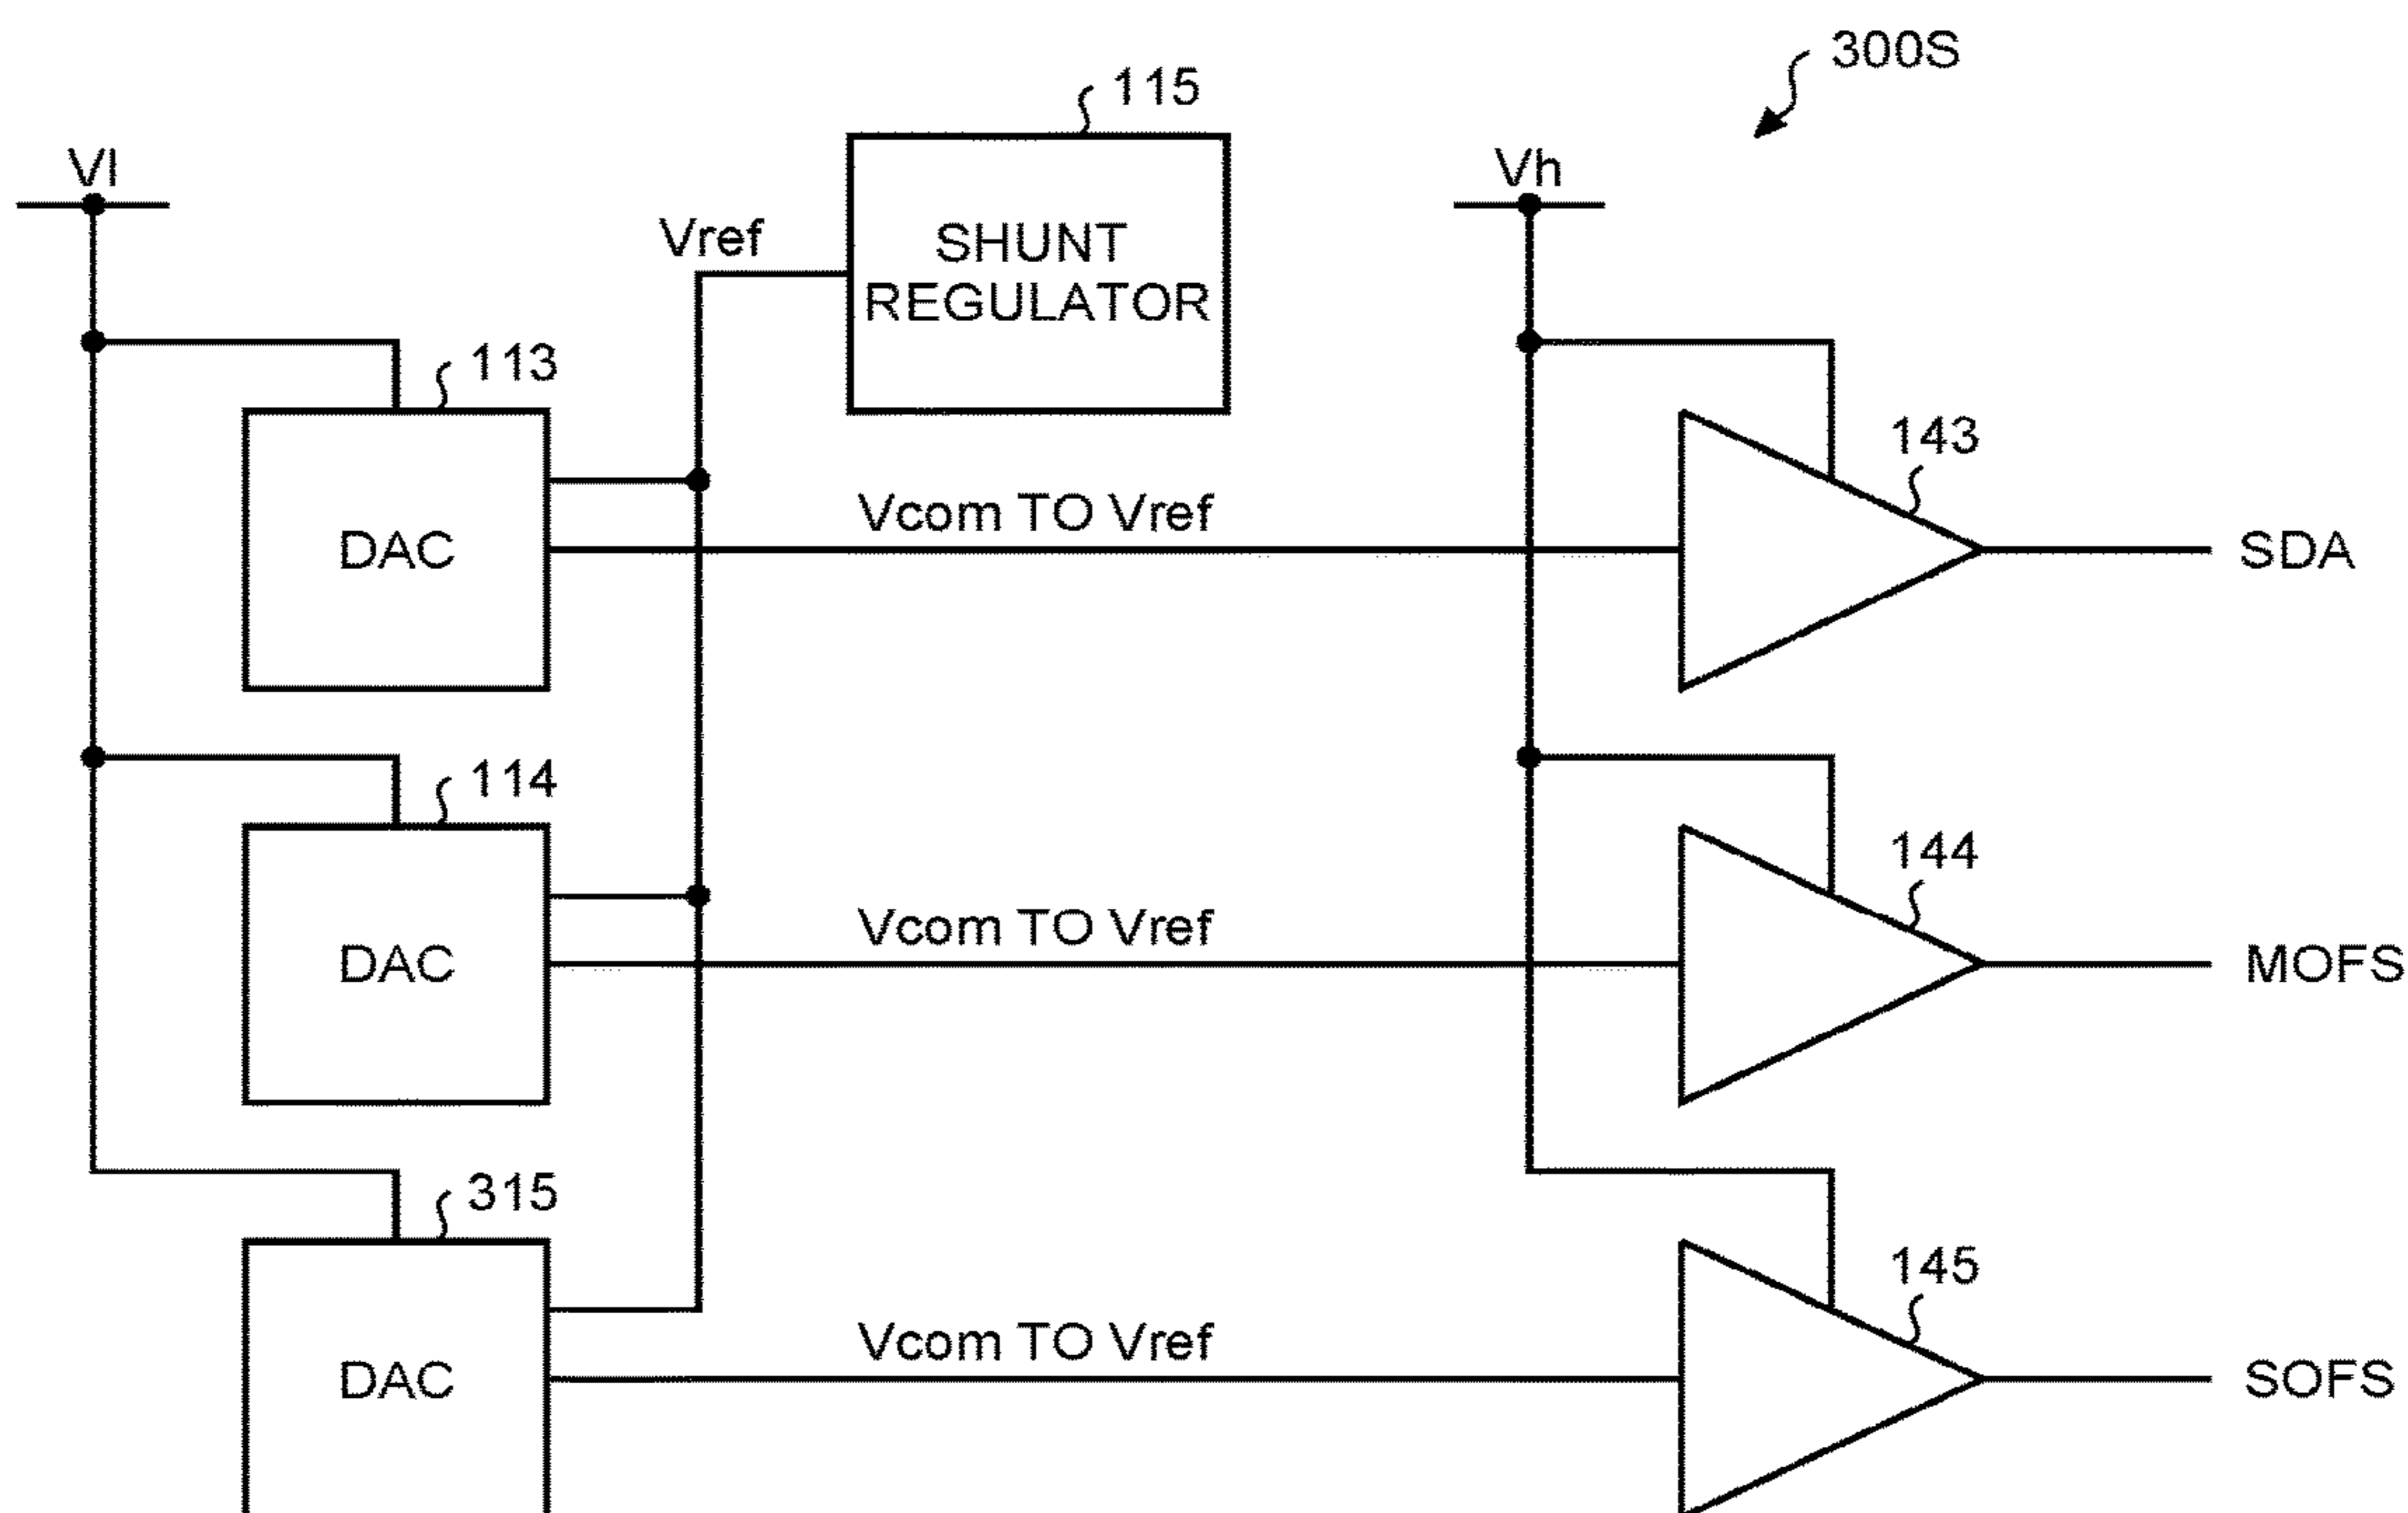 300S
115
Vl
Vh
Vref
SHUNT
REGULATOR
113
143
DAC
Vcom TO Vref
SDA
114
144
DAC
Vcom TO Vref
MOFS
315
145
DAC
Vcom TO Vref
SOFS